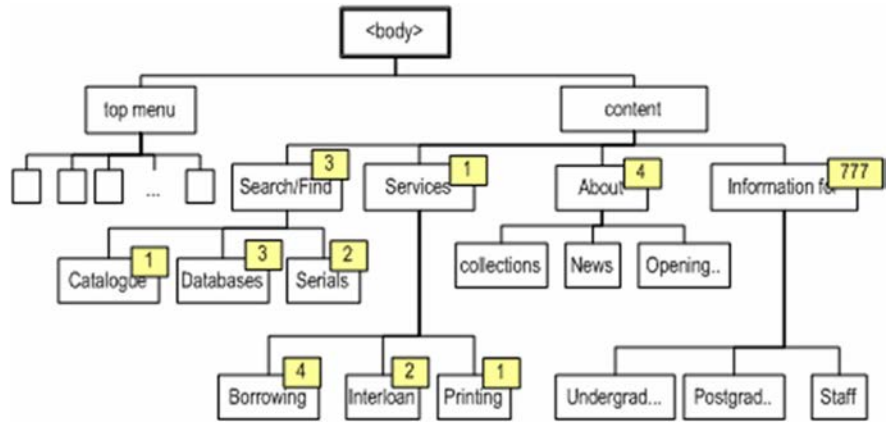 <body>
top menu
content
...
3
Search/Find
1
Services
4
About
777
Information fo
1
Catalogue
3
Databases
2
Serials
collections
News
Opening..
4
Borrowing
2
Interloan
1
Printing
Undergrad...
Postgrad..
Staff